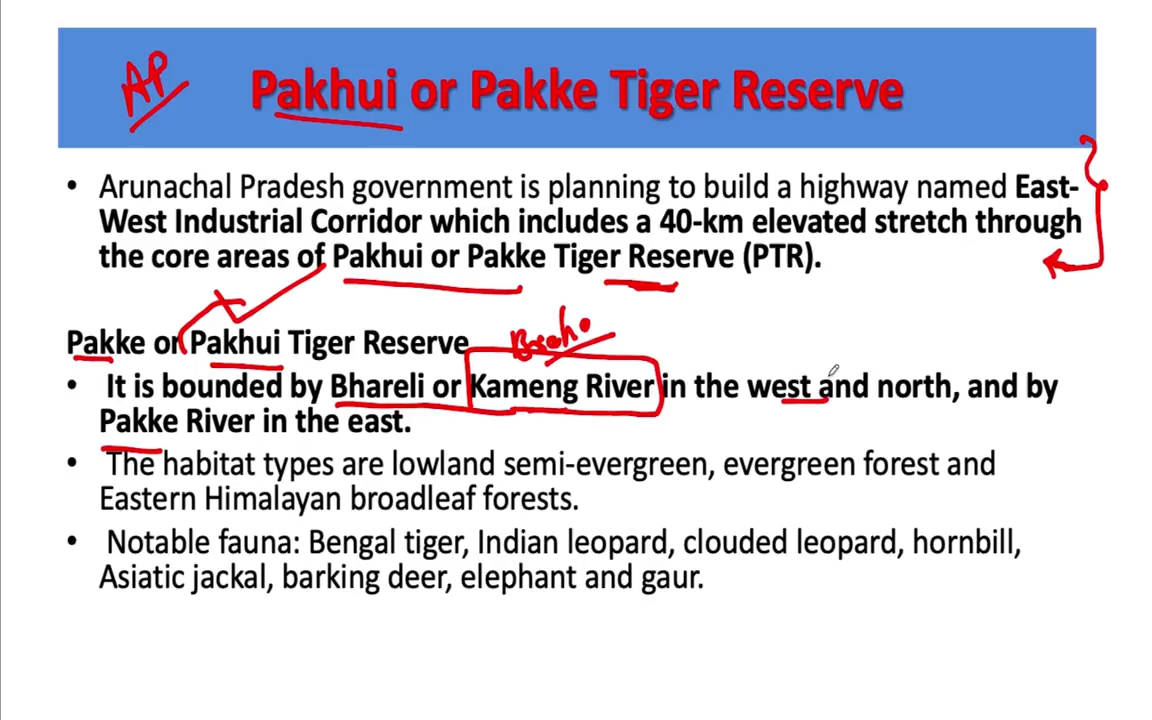 AP
Pakhui or Pakke Tiger Reserve
• Arunachal Pradesh government is planning to build a highway named East-
West Industrial Corridor which includes a 40-km elevated stretch through
the core areas of Pakhui or Pakke Tiger Reserve (PTR).
Pakke or Pakhui Tiger Reserve
• It is bounded by Bhareli or Kameng River in the west and north, and by
Pakke River in the east.
• The habitat types are lowland semi-evergreen, evergreen forest and
Eastern Himalayan broadleaf forests.
• Notable fauna: Bengal tiger, Indian leopard, clouded leopard, hornbill,
Asiatic jackal, barking deer, elephant and gaur.